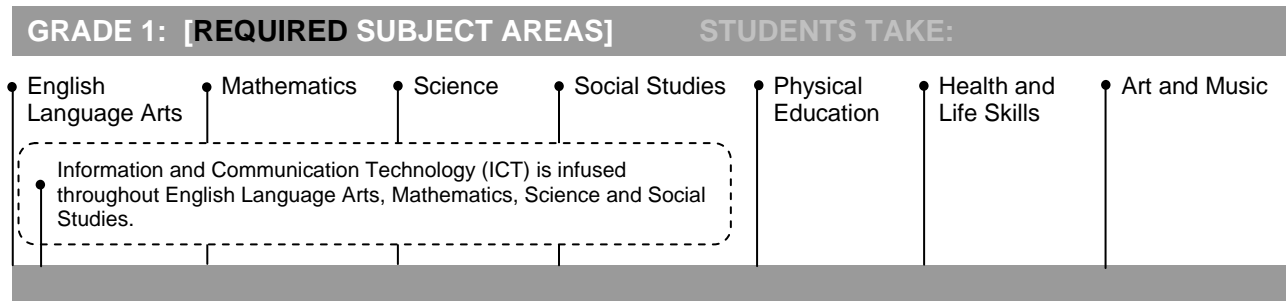 GRADE 1: [REQUIRED SUBJECT AREAS] STUDENTS TAKE:
English
Language Arts
Mathematics
Science
Social Studies
Physical
Education
Health and
Life Skills
Art and Music
Information and Communication Technology (ICT) is infused
throughout English Language Arts, Mathematics, Science and Social
Studies.